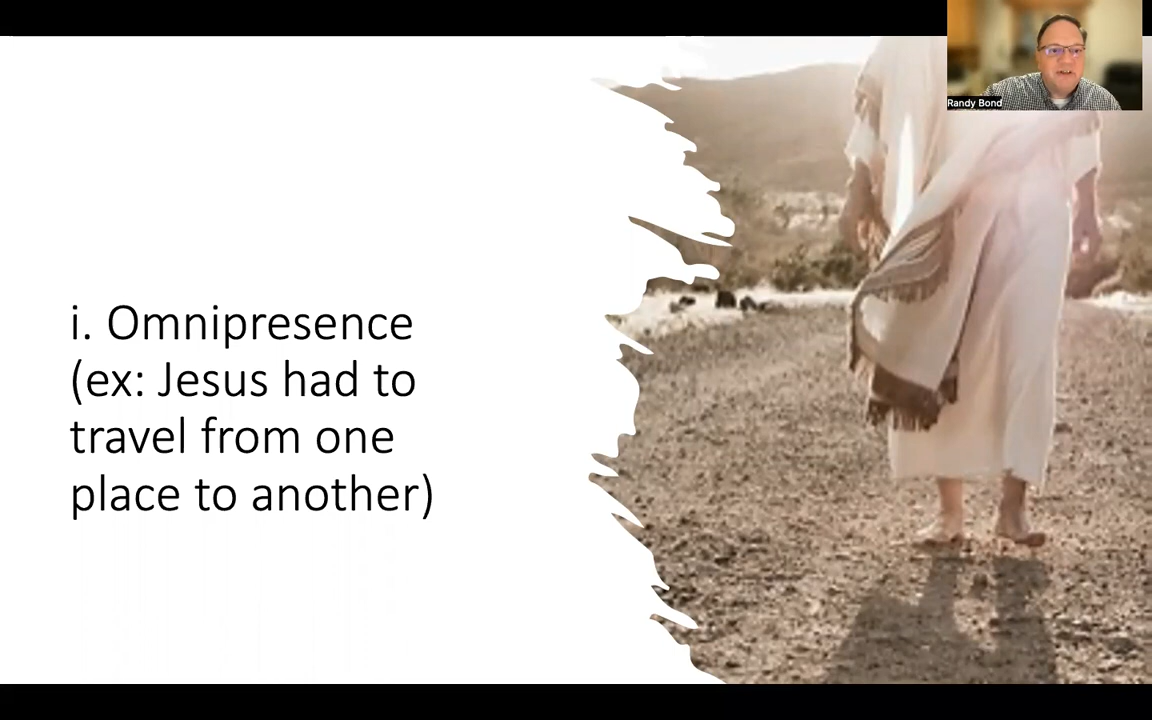 Randy Bond
i. Omnipresence
(ex: Jesus had to
travel from one
place to another)